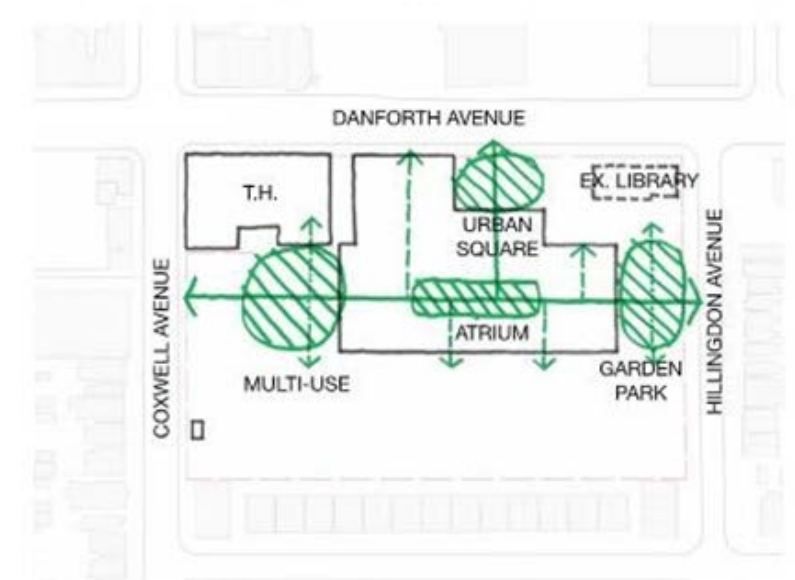 DANFORTH AVENUE
T.H.
EX. LIBRARY
URBAN
SQUARE
COXWELL AVENUE
HILLINGDON AVENUE
ATRIUM
MULTI-USE
GARDEN
PARK